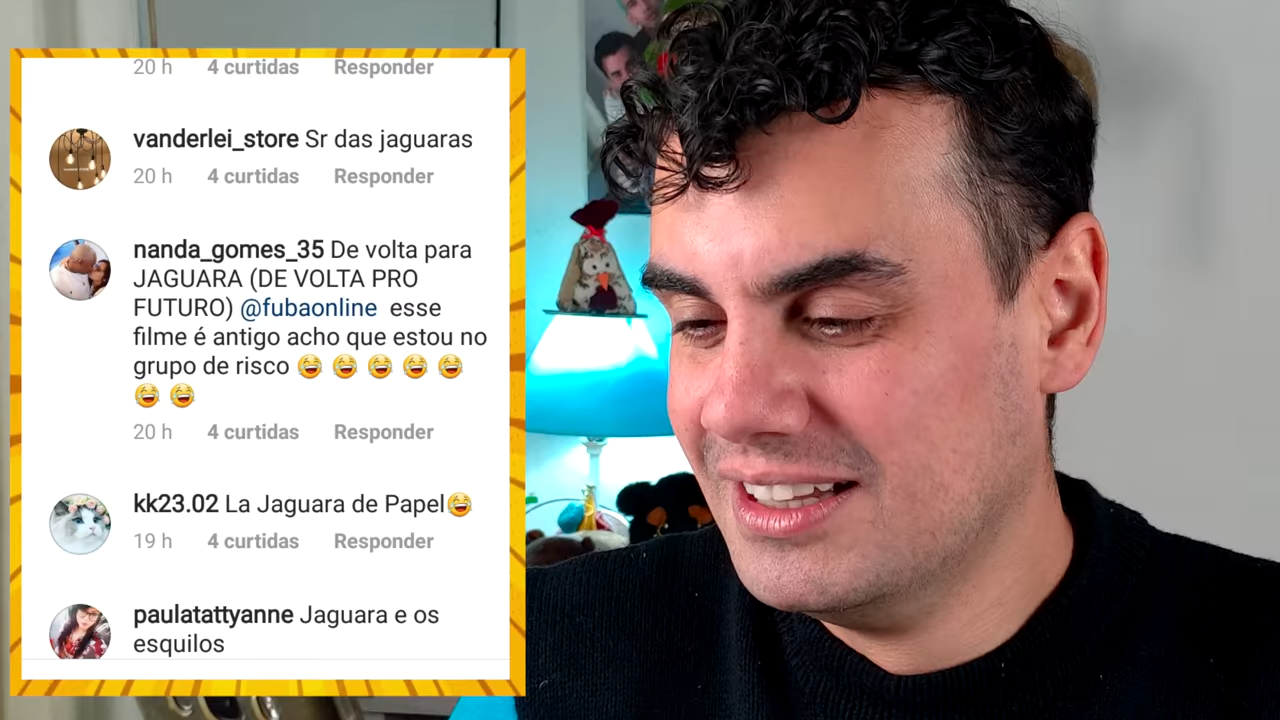 20 h 4 curtidas Responder
vanderlei_store Sr das jaguaras
20 h 4 curtidas Responder
nanda_gomes_35 De volta para
JAGUARA (DE VOLTA PRO
FUTURO) @fubaonline esse
filme é antigo acho que estou no
grupo de risco 😂 😂 😂 😂 😂
😂 😂
20 h 4 curtidas Responder
kk23.02 La Jaguara de Papel😂
19 h 4 curtidas Responder
paulatattyanne Jaguara e os
esquilos